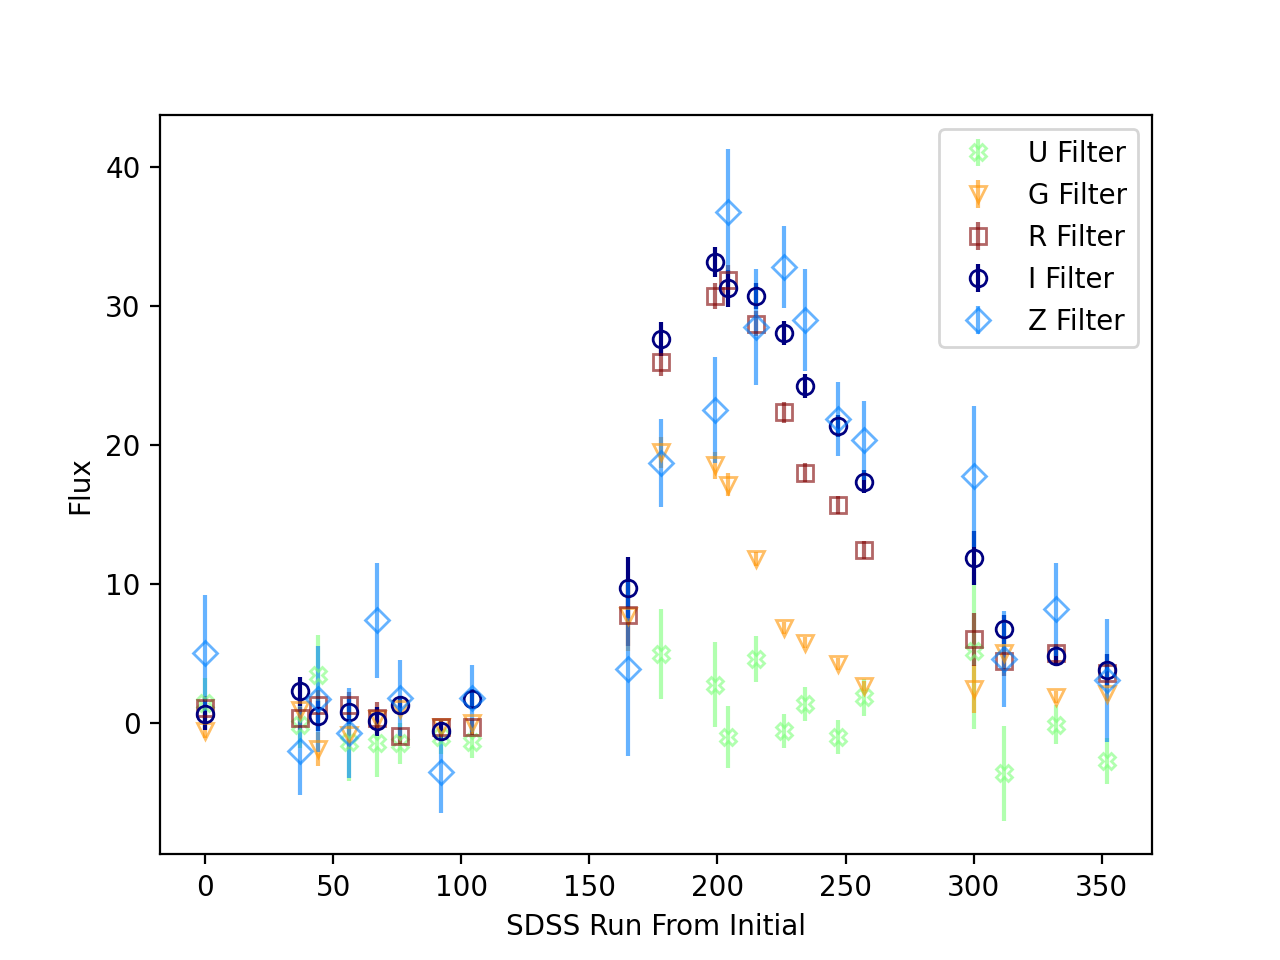 U Filter
G Filter
R Filter
I Filter
Z Filter
40
30
20
10
0
Flux
0 50 100 150 200 250 300 350
SDSS Run From Initial